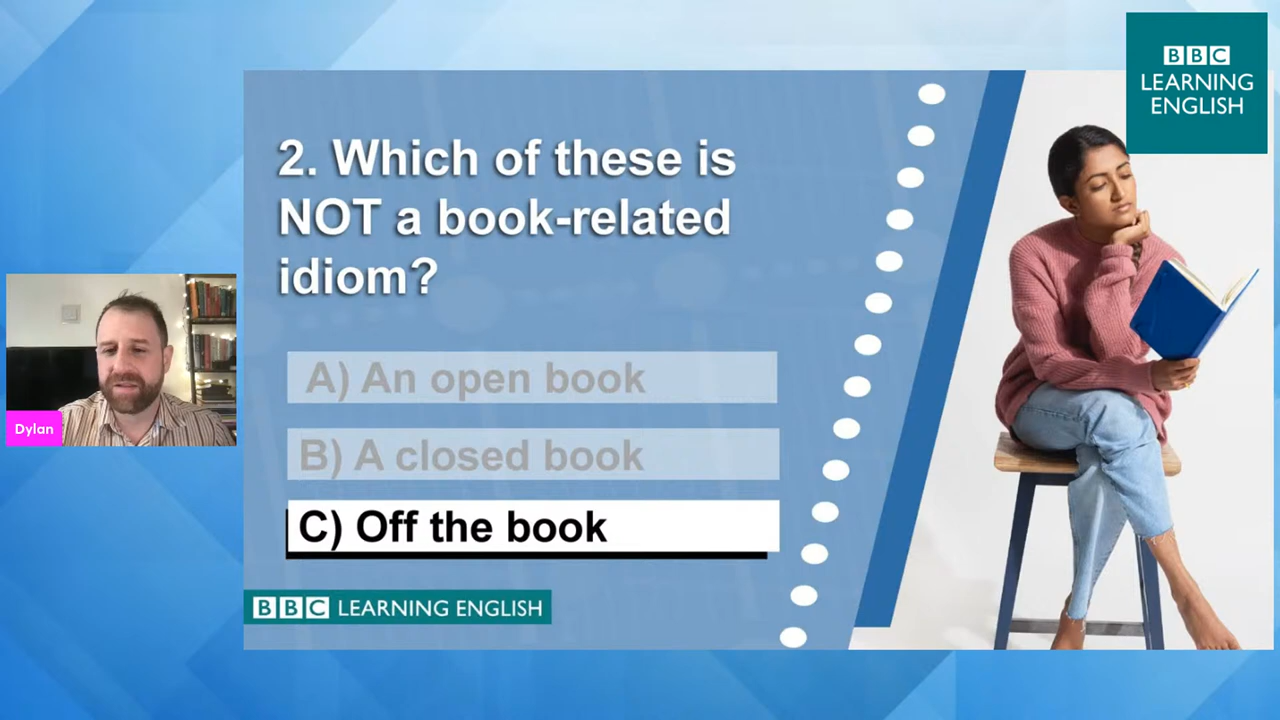 BBC
LEARNING
ENGLISH
2. Which of these is
NOT a book-related
idiom?
A) An open book
B) A closed book
C) Off the book
Dylan
BBC LEARNING ENGLISH